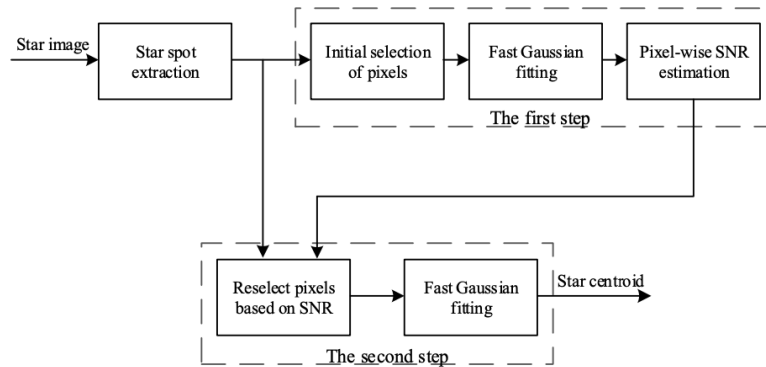 Star image
Star spot
extraction
Initial selection
of pixels
Fast Gaussian
fitting
Pixel-wise SNR
estimation
The first step
Reselect pixels
based on SNR
Fast Gaussian
fitting
Star centroid
The second step